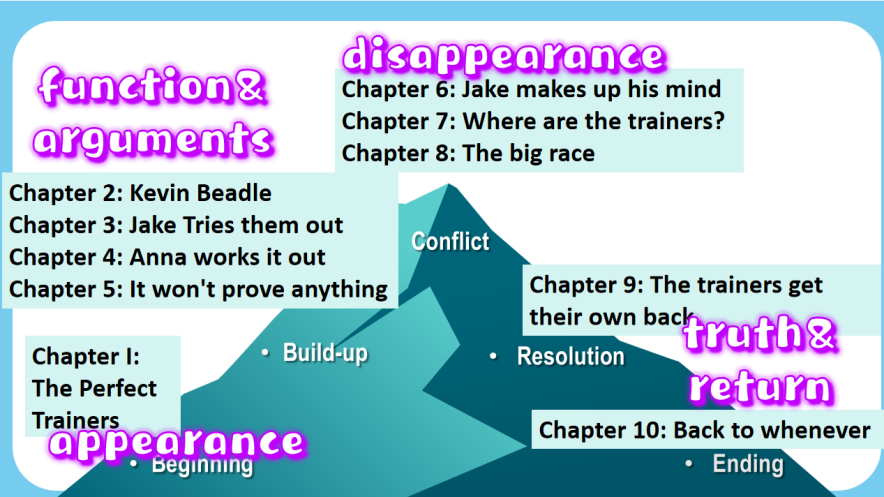 disappearance
Chapter 6: Jake makes up his mind
Chapter 7: Where are the trainers?
Chapter 8: The big race
function&
arguments
Chapter 2: Kevin Beadle
Chapter 3: Jake Tries them out
Chapter 4: Anna works it out
Chapter 5: It won't prove anything
Conflict
Chapter 9: The trainers get
their own back
truth&
return
• Build-up
• Resolution
Chapter I:
The Perfect
Trainers
appearance
• Beginning
Chapter 10: Back to whenever
• Ending